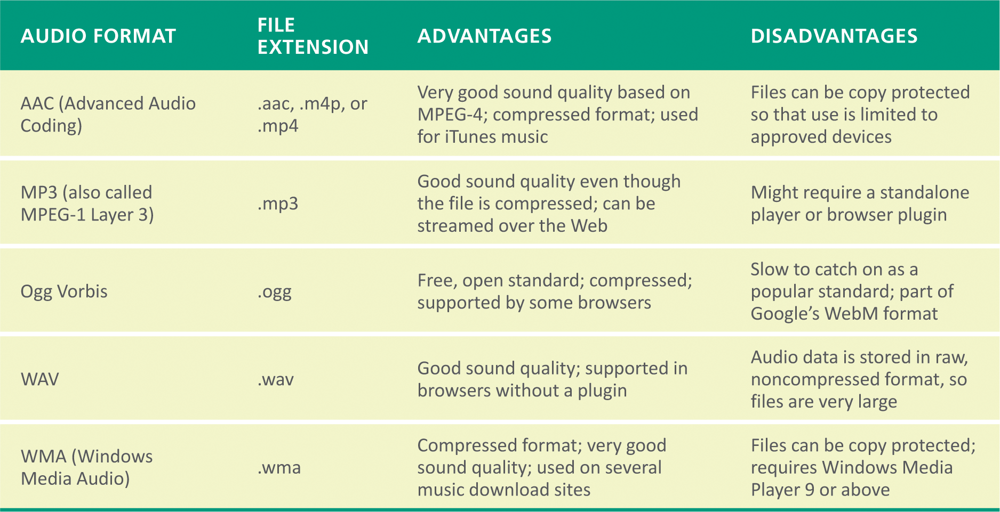 AUDIO FORMAT
FILE
EXTENSION
ADVANTAGES
DISADVANTAGES
AAC (Advanced Audio
Coding)
.aac, .m4p, or
.mp4
Very good sound quality based on
MPEG-4; compressed format; used
for iTunes music
Files can be copy protected
so that use is limited to
approved devices
MP3 (also called
MPEG-1 Layer 3)
.mp3
Good sound quality even though
the file is compressed; can be
streamed over the Web
Might require a standalone
player or browser plugin
Ogg Vorbis
.ogg
Free, open standard; compressed;
supported by some browsers
Slow to catch on as a
popular standard; part of
Google’s WebM format
WAV
.wav
Good sound quality; supported in
browsers without a plugin
Audio data is stored in raw,
noncompressed format, so
files are very large
WMA (Windows
Media Audio)
.wma
Compressed format; very good
sound quality; used on several
music download sites
Files can be copy protected;
requires Windows Media
Player 9 or above